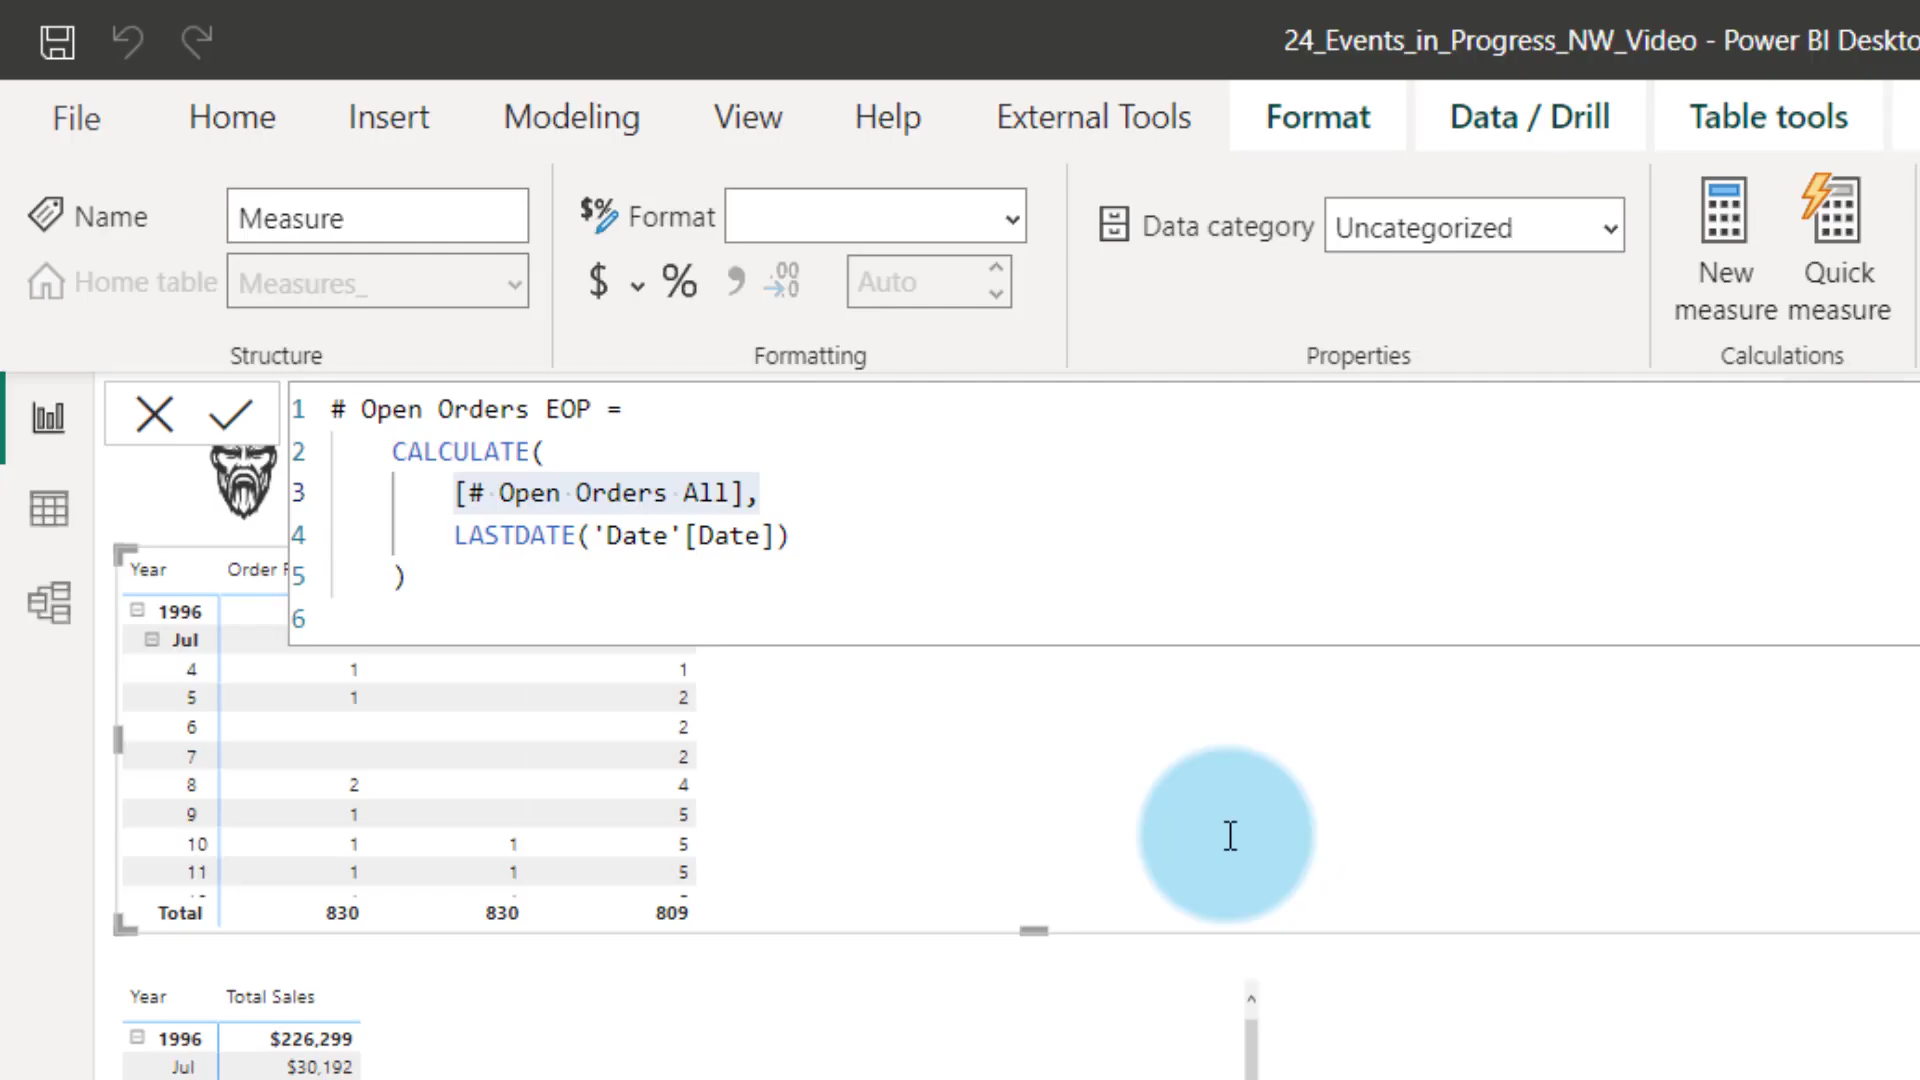 24_Events_in_Progress_NW_Video - Power BI Deskto
File Home Insert Modeling View Help External Tools Format Data / Drill Table tools
Name Measure
Home table Measures_
Structure
$% Format
$ % , .00 →.0 Auto
Formatting
Data category Uncategorized
Properties
New measure
Quick measure
Calculations
1 # Open Orders EOP =
2 CALCULATE(
3 [# Open Orders All],
4 LASTDATE('Date'[Date])
5 )
6
Year Order
1996
Jul
4 1 1
5 1 2
6 2
7 2
8 2 4
9 1 5
10 1 1 5
11 1 1 5
Total 830 830 809
Year Total Sales
1996 $226,299
Jul $30,192